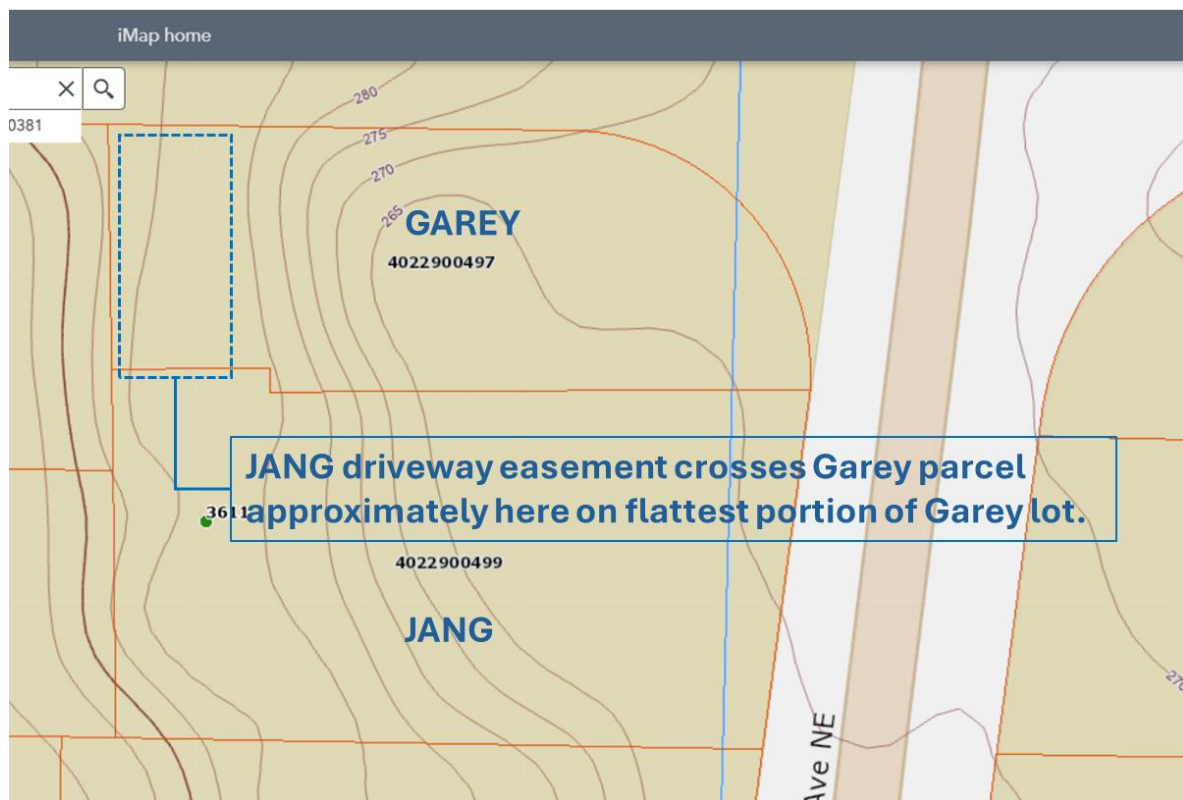 iMap home
0381
280
275
270
265
GAREY
4022900497
JANG driveway easement crosses Garey parcel
approximately here on flattest portion of Garey lot.
3611
4022900499
JANG
270
Ave NE